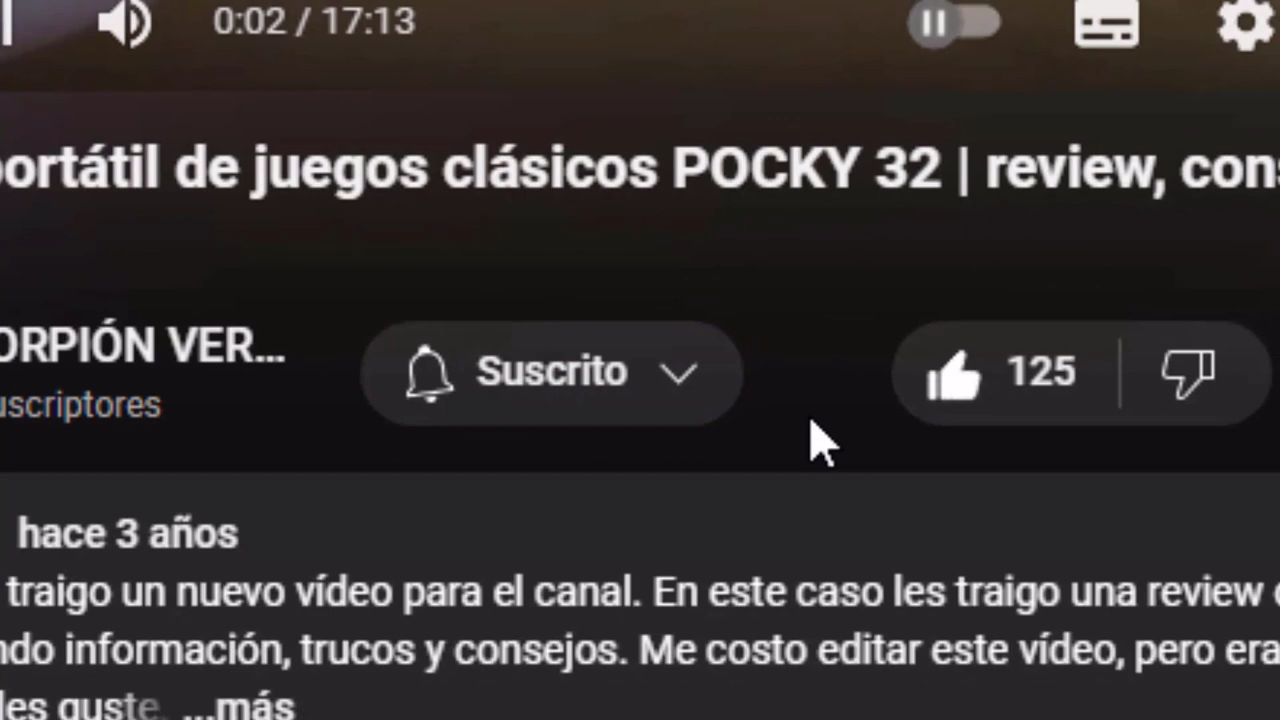 0:02 / 17:13
portátil de juegos clásicos POCKY 32 | review, cons
ORPIÓN VER...
Suscrito
125
uscriptores
hace 3 años
traigo un nuevo vídeo para el canal. En este caso les traigo una review
ndo información, trucos y consejos. Me costo editar este vídeo, pero era
les guste. ...más